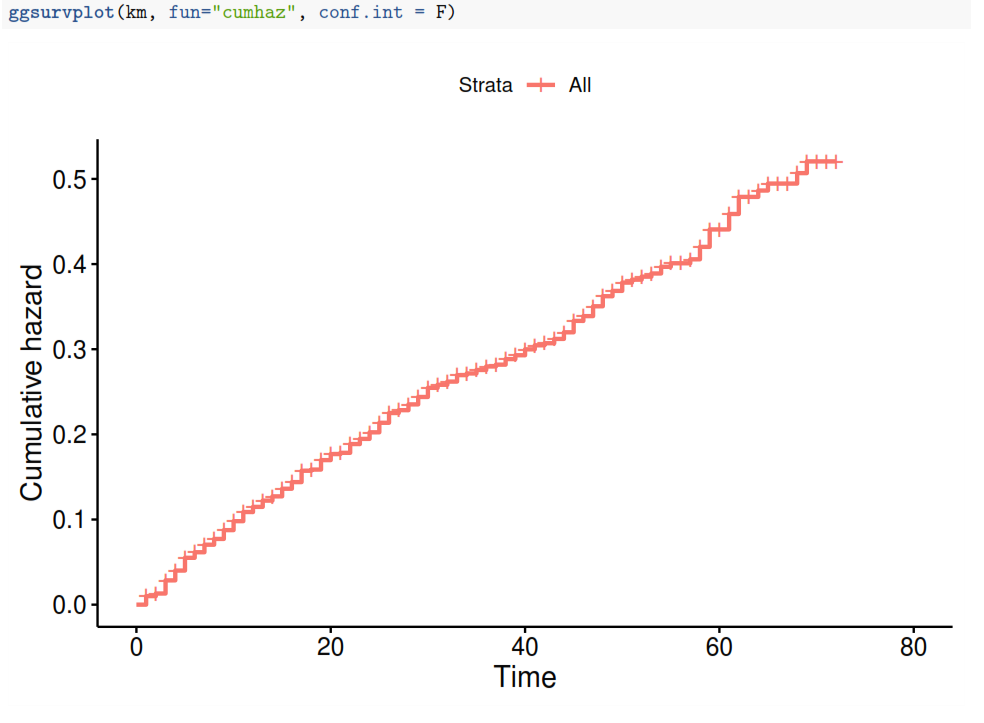 ggsurvplot(km, fun="cumhaz", conf.int = F)
Strata All
Cumulative hazard
0.5
0.4
0.3
0.2
0.1
0.0
0 20 40 60 80
Time